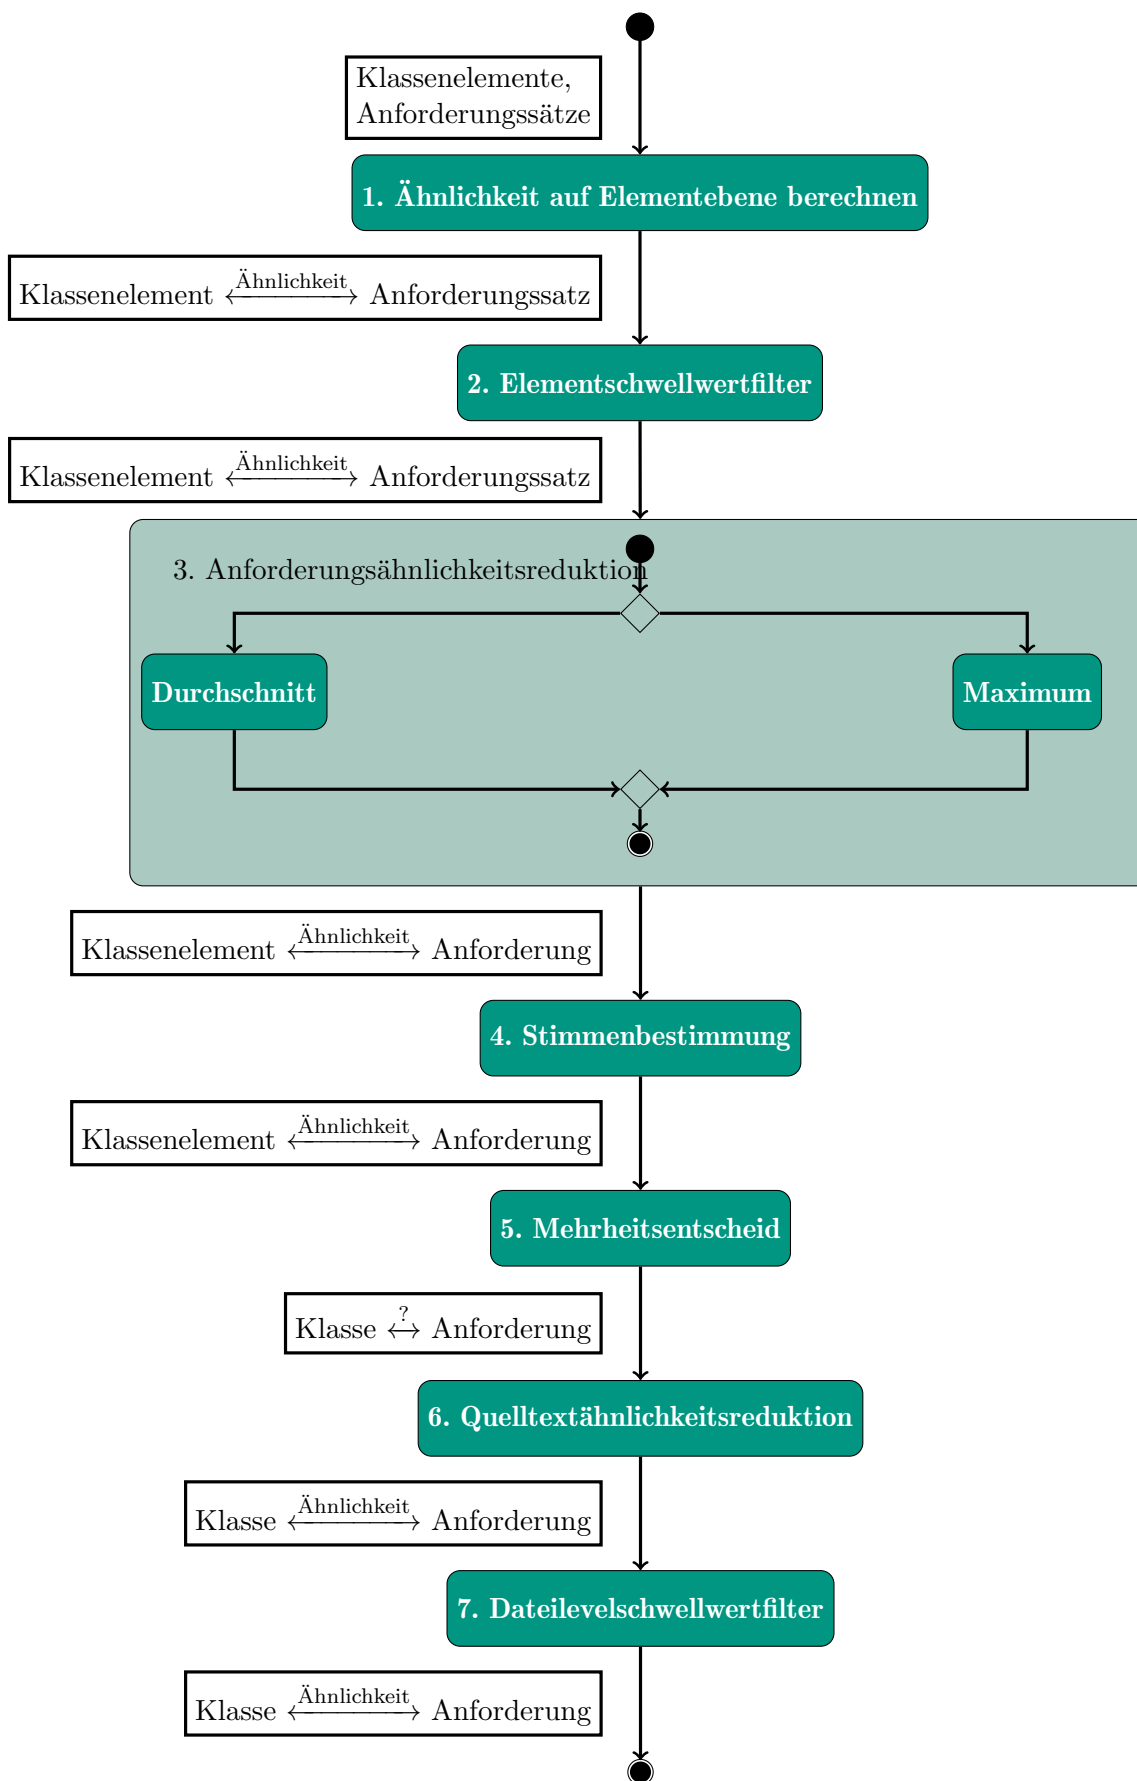 Klassenelemente,
Anforderungssätze
1. Ähnlichkeit auf Elementebene berechnen
Klassenelement ⟷ Ähnlichkeit Anforderungssatz
2. Elementschwellwertfilter
Klassenelement ⟷ Ähnlichkeit Anforderungssatz
3. Anforderungsähnlichkeitsreduktion
Durchschnitt
Maximum
Klassenelement ⟷ Ähnlichkeit Anforderung
4. Stimmenbestimmung
Klassenelement ⟷ Ähnlichkeit Anforderung
5. Mehrheitsentscheid
Klasse ⟷ ? Anforderung
6. Quelltextähnlichkeitsreduktion
Klasse ⟷ Ähnlichkeit Anforderung
7. Dateilevelschwellwertfilter
Klasse ⟷ Ähnlichkeit Anforderung